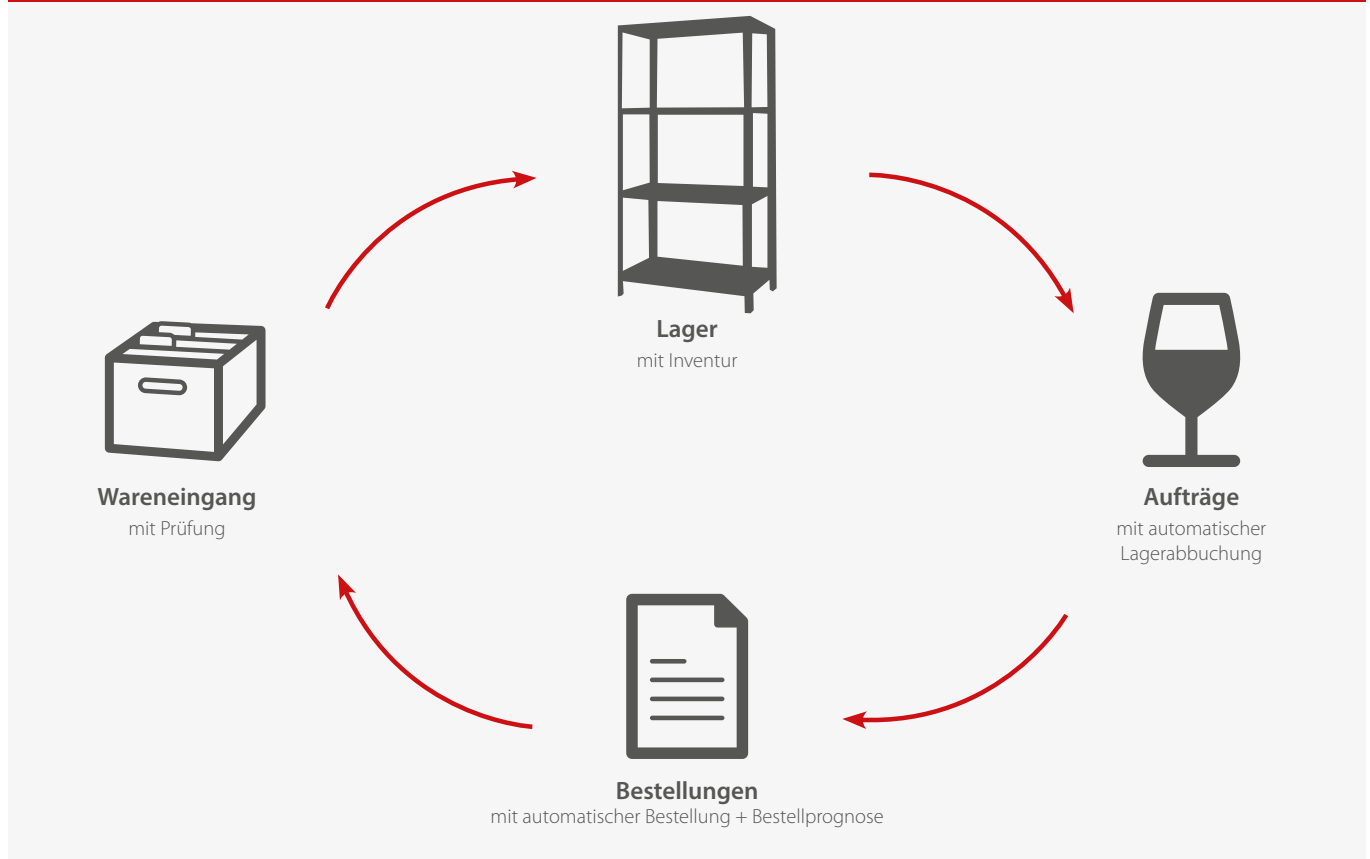 Lager
mit Inventur
Wareneingang
mit Prüfung
Aufträge
mit automatischer
Lagerabbuchung
Bestellungen
mit automatischer Bestellung + Bestellprognose